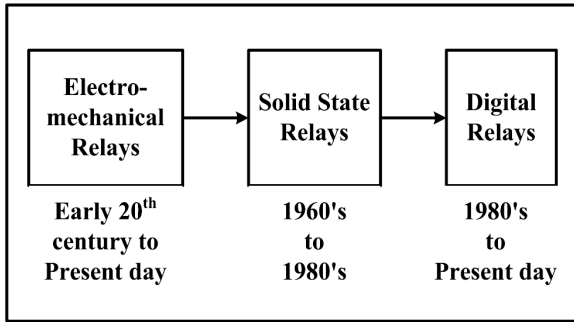 Electro-
mechanical
Relays
Solid State
Relays
Digital
Relays
Early 20th
century to
Present day
1960's
to
1980's
1980's
to
Present day